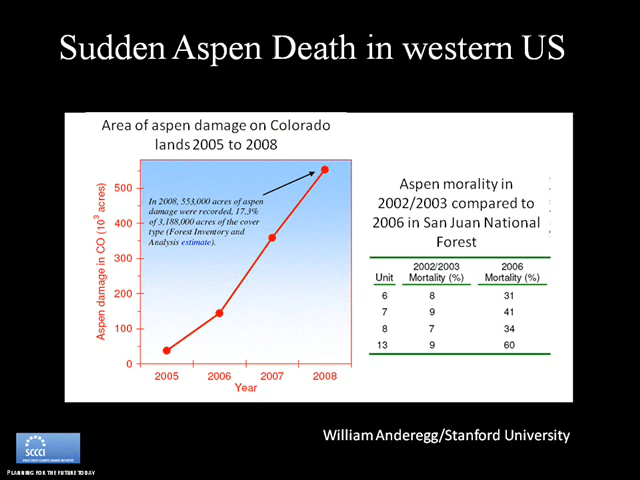 Sudden Aspen Death in western US
Area of aspen damage on Colorado
lands 2005 to 2008
Aspen damage in CO (10³ acres)
500
400
300
200
100
0
In 2008, 553,000 acres of aspen
damage were recorded, 17.3%
of 3,188,000 acres of the cover
type (Forest Inventory and
Analysis estimate).
2005 2006 2007 2008
Year
Aspen morality in
2002/2003 compared to
2006 in San Juan National
Forest
2002/2003 2006
Unit Mortality (%) Mortality (%)
6 8 31
7 9 41
8 7 34
13 9 60
William Anderegg/Stanford University
SCCCI
PLANNING FOR THE FUTURE TODAY